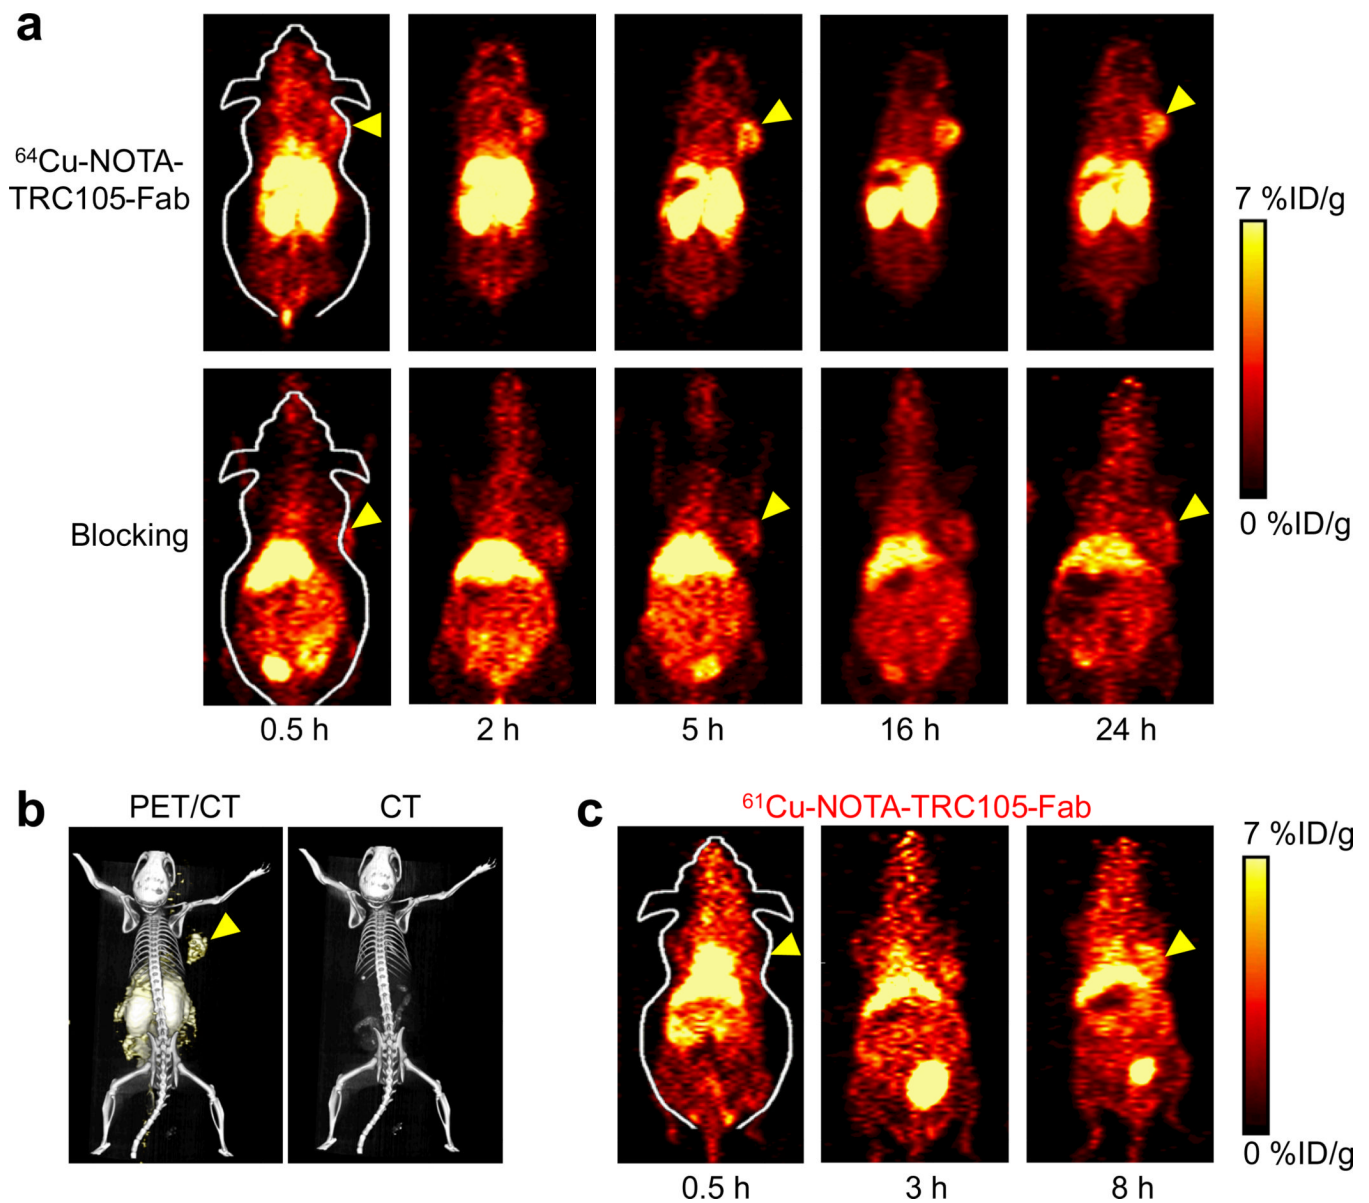 a
64Cu-NOTA-
TRC105-Fab
7 %ID/g
0 %ID/g
Blocking
0.5 h 2 h 5 h 16 h 24 h
b
PET/CT CT
c
61Cu-NOTA-TRC105-Fab
7 %ID/g
0 %ID/g
0.5 h 3 h 8 h